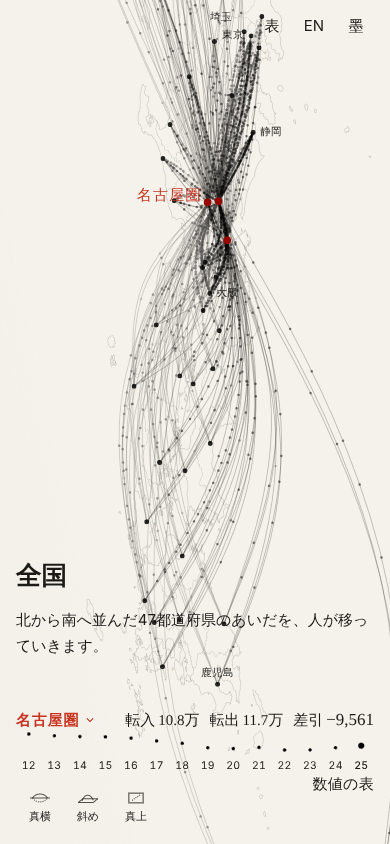 埼玉
東京
表 EN 墨
静岡
名古屋圏
大阪
全国
北から南へ並んだ47都道府県のあいだを、人が移っ
ていきます。
鹿児島
名古屋圏 転入 10.8万 転出 11.7万 差引 −9,561
12 13 14 15 16 17 18 19 20 21 22 23 24 25
数値の表
真横 斜め 真上